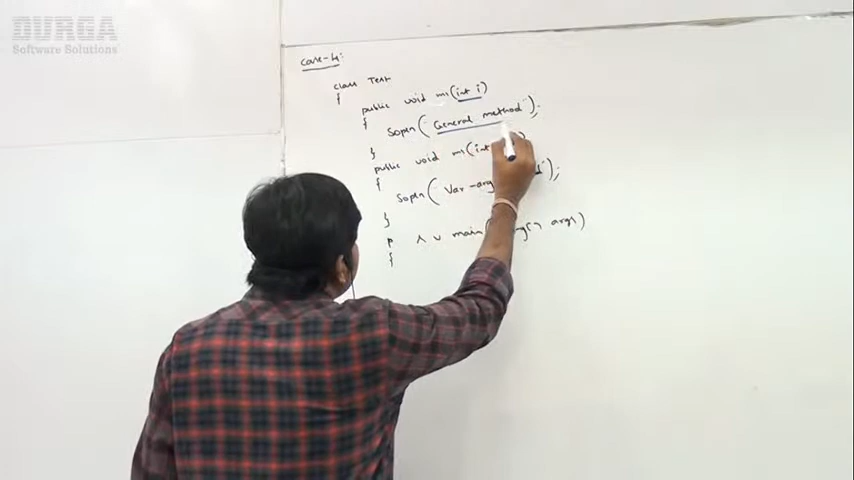 DURGA
Software Solutions
case-4:
class Test
{
public void m1(int i)
{
Sopln("General method");
}
public void m1(int
{
Sopln("Var-arg d");
}
p s v main( args)
{